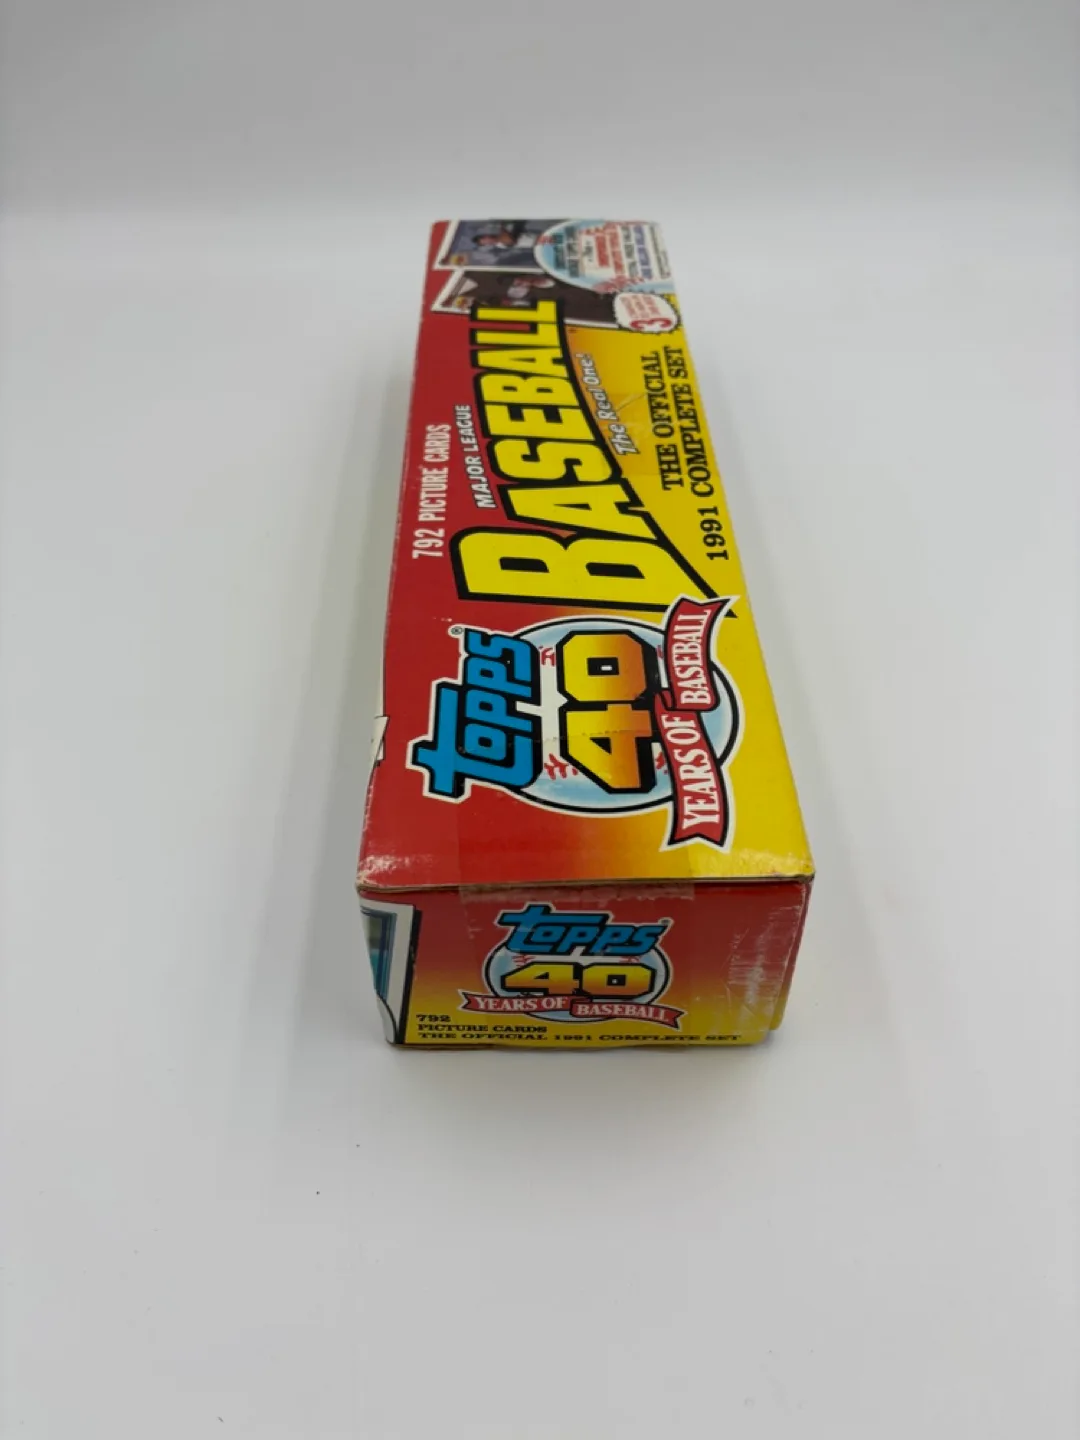 792 PICTURE CARDS
MAJOR LEAGUE
BASEBALL
The Real One!
THE OFFICIAL
1991 COMPLETE SET
3
Topps®
40
YEARS OF BASEBALL
Topps
40
YEARS OF BASEBALL
792
PICTURE CARDS
THE OFFICIAL 1991 COMPLETE SET